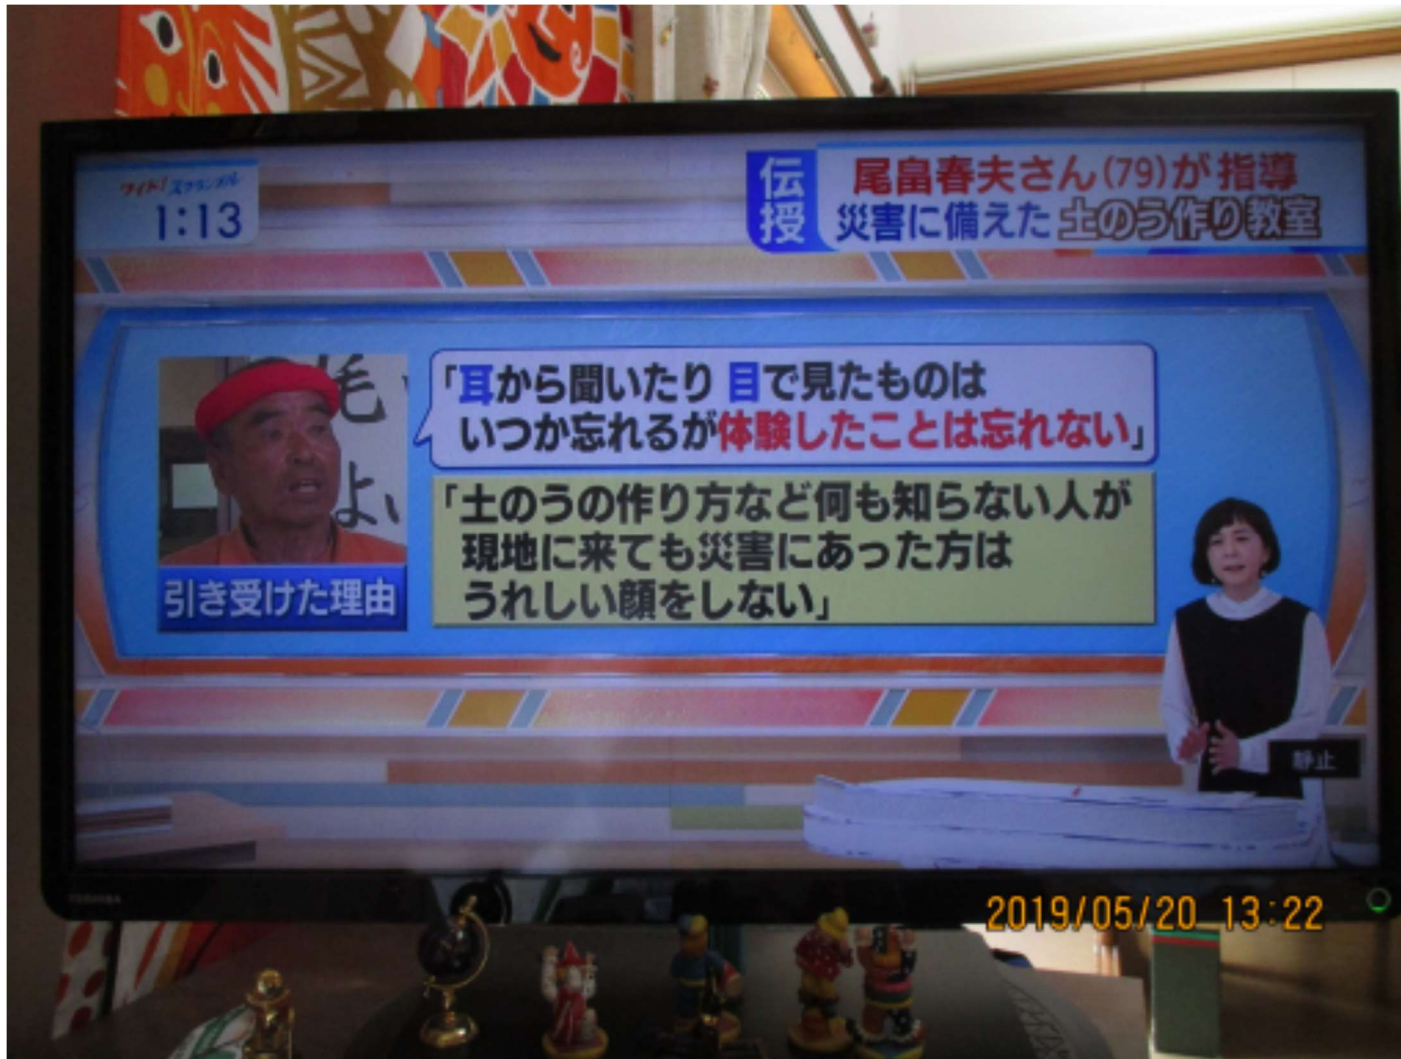 ワイド!スクランブル
1:13
伝授
尾畠春夫さん(79)が指導
災害に備えた 土のう作り教室
「耳から聞いたり 目で見たものは
いつか忘れるが体験したことは忘れない」
「土のうの作り方など何も知らない人が
現地に来ても災害にあった方は
うれしい顔をしない」
引き受けた理由
静止
TOSHIBA
2019/05/20 13:22